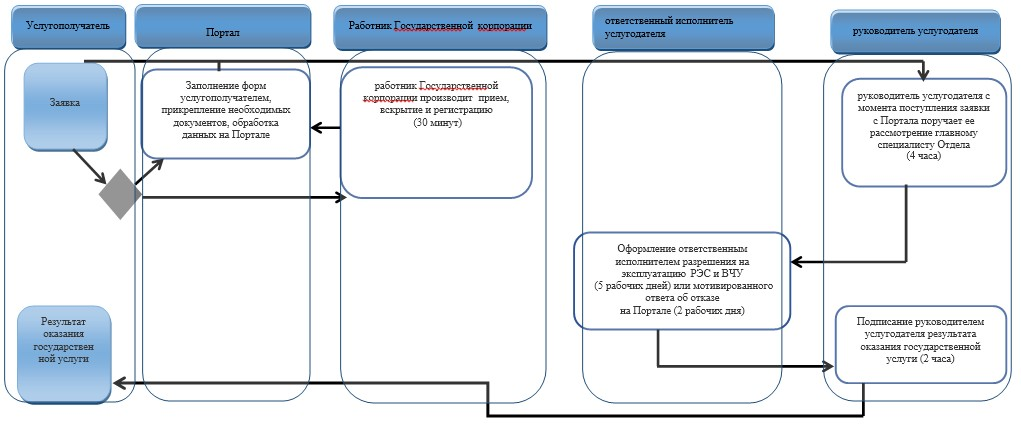 Услугополучатель
Портал
Работник Государственной корпорации
ответственный исполнитель
услугодателя
руководитель услугодателя
Заявка
Заполнение форм
услугополучателем,
прикрепление необходимых
документов, обработка
данных на Портале
работник Государственной
корпорации производит прием,
вскрытие и регистрацию
(30 минут)
руководитель услугодателя с
момента поступления заявки
с Портала поручает ее
рассмотрение главному
специалисту Отдела
(4 часа)
Оформление ответственным
исполнителем разрешения на
эксплуатацию РЭС и ВЧУ
(5 рабочих дней) или мотивированного
ответа об отказе
на Портале (2 рабочих дня)
Результат
оказания
государствен
ной услуги
Подписание руководителем
услугодателя результата
оказания государственной
услуги (2 часа)